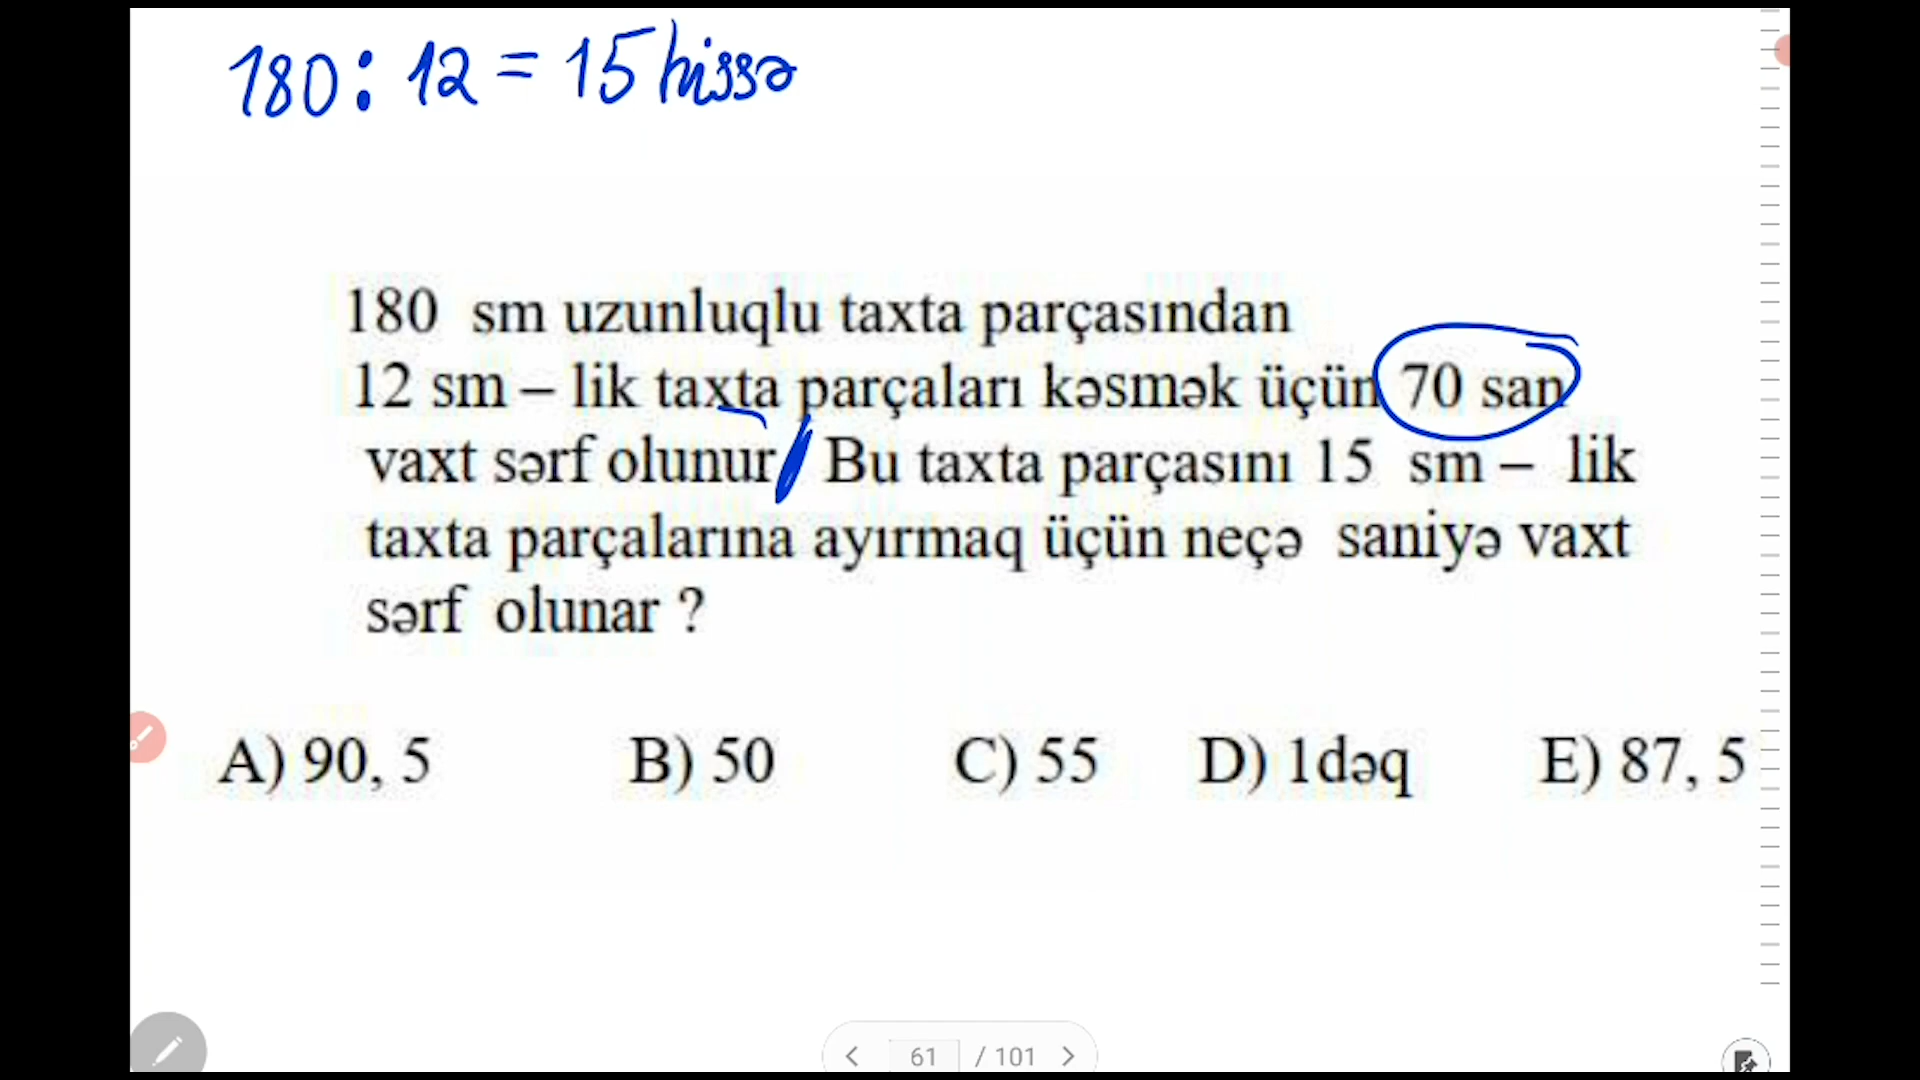 180 : 12 = 15 hissə
180 sm uzunluqlu taxta parçasından
12 sm – lik taxta parçaları kəsmək üçün 70 san
vaxt sərf olunur Bu taxta parçasını 15 sm – lik
taxta parçalarına ayırmaq üçün neçə saniyə vaxt
sərf olunar ?
A) 90, 5 B) 50 C) 55 D) 1dəq E) 87, 5
61 / 101